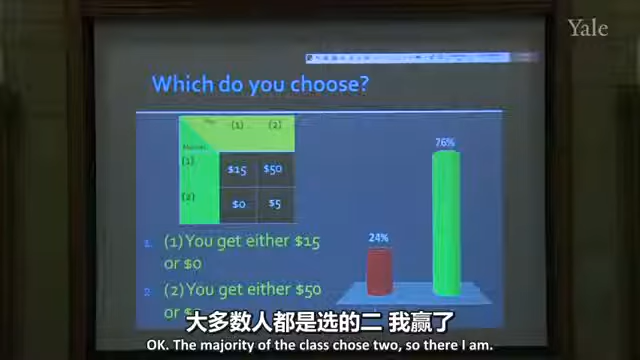 Yale
Which do you choose?
(1) (2)
(1) $15 $50
(2) $0 $5
76%
24%
1. (1) You get either $15
or $0
2. (2) You get either $50
or
大多数人都是选的二 我赢了
OK. The majority of the class chose two, so there I am.